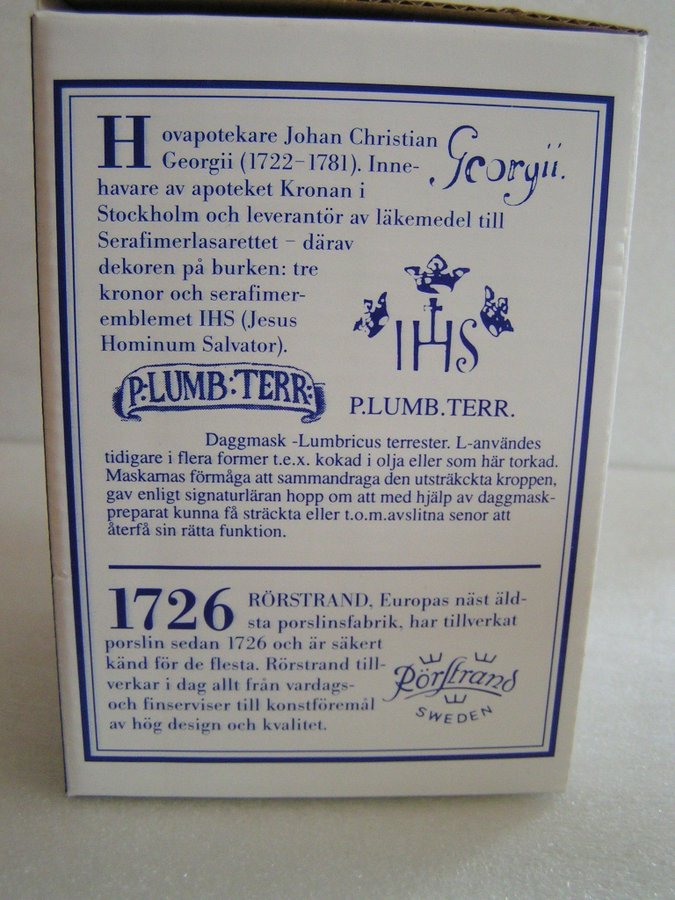 Hovapotekare Johan Christian
Georgii (1722–1781). Inne-
havare av apoteket Kronan i
Stockholm och leverantör av läkemedel till
Serafimerlasarettet – därav
dekoren på burken: tre
kronor och serafimer-
emblemet IHS (Jesus
Hominum Salvator).
Georgii.
IHS
P:LUMB:TERR:
P.LUMB.TERR.
Daggmask -Lumbricus terrester. L-användes
tidigare i flera former t.e.x. kokad i olja eller som här torkad.
Maskarnas förmåga att sammandraga den utsträkckta kroppen,
gav enligt signaturläran hopp om att med hjälp av daggmask-
preparat kunna få sträckta eller t.o.m.avslitna senor att
återfå sin rätta funktion.
1726 RÖRSTRAND, Europas näst äld-
sta porslinsfabrik, har tillverkat
porslin sedan 1726 och är säkert
känd för de flesta. Rörstrand till-
verkar i dag allt från vardags-
och finserviser till konstföremål
av hög design och kvalitet.
Rörstrand
SWEDEN